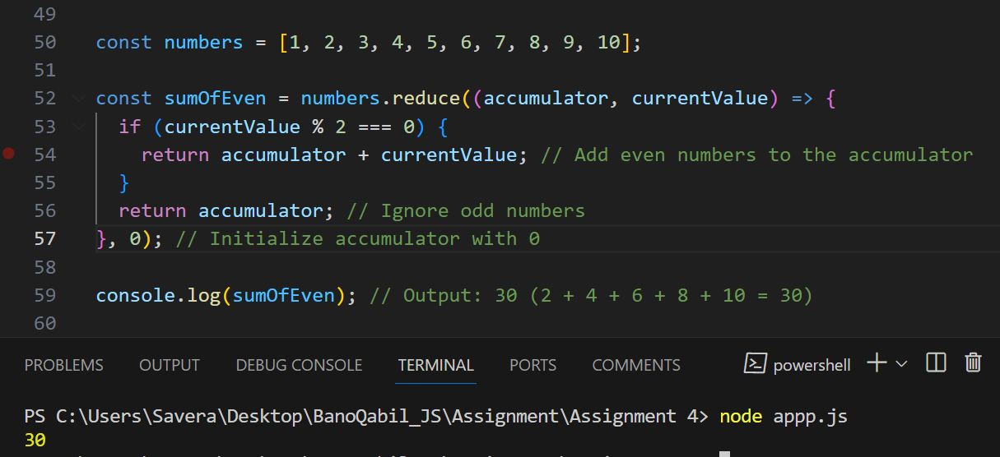 49
50 const numbers = [1, 2, 3, 4, 5, 6, 7, 8, 9, 10];
51
52 const sumOfEven = numbers.reduce((accumulator, currentValue) => {
53 if (currentValue % 2 === 0) {
54 return accumulator + currentValue; // Add even numbers to the accumulator
55 }
56 return accumulator; // Ignore odd numbers
57 }, 0); // Initialize accumulator with 0
58
59 console.log(sumOfEven); // Output: 30 (2 + 4 + 6 + 8 + 10 = 30)
60
PROBLEMS OUTPUT DEBUG CONSOLE TERMINAL PORTS COMMENTS powershell
PS C:\Users\Savera\Desktop\BanoQabil_JS\Assignment\Assignment 4> node appp.js
30